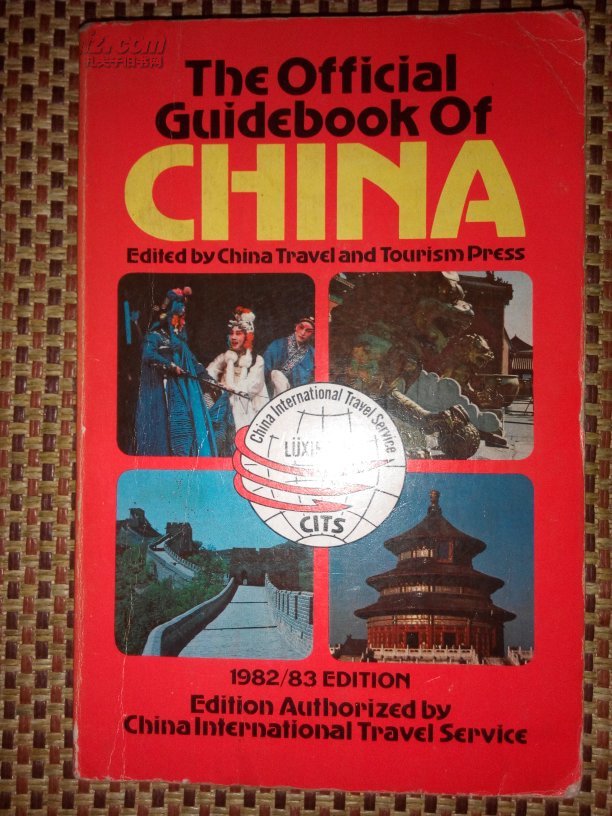 The Official
Guidebook Of
CHINA
Edited by China Travel and Tourism Press
China International Travel Service
CITS
1982/83 EDITION
Edition Authorized by
China International Travel Service